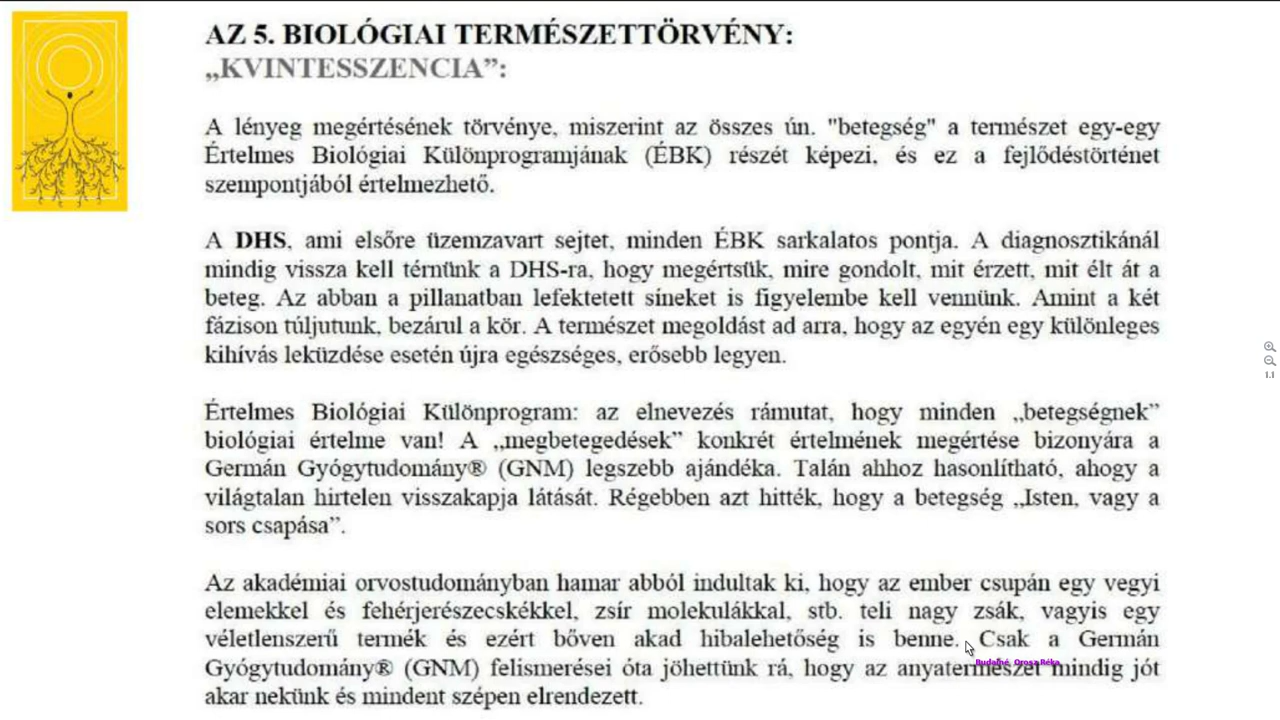 AZ 5. BIOLÓGIAI TERMÉSZETTÖRVÉNY:
„KVINTESSZENCIA”:
A lényeg megértésének törvénye, miszerint az összes ún. "betegség" a természet egy-egy
Értelmes Biológiai Különprogramjának (ÉBK) részét képezi, és ez a fejlődéstörténet
szempontjából értelmezhető.
A DHS, ami elsőre üzemzavart sejtet, minden ÉBK sarkalatos pontja. A diagnosztikánál
mindig vissza kell térnünk a DHS-ra, hogy megértsük, mire gondolt, mit érzett, mit élt át a
beteg. Az abban a pillanatban lefektetett síneket is figyelembe kell vennünk. Amint a két
fázison túljutunk, bezárul a kör. A természet megoldást ad arra, hogy az egyén egy különleges
kihívás leküzdése esetén újra egészséges, erősebb legyen.
Értelmes Biológiai Különprogram: az elnevezés rámutat, hogy minden „betegségnek”
biológiai értelme van! A „megbetegedések” konkrét értelmének megértése bizonyára a
Germán Gyógytudomány® (GNM) legszebb ajándéka. Talán ahhoz hasonlítható, ahogy a
világtalan hirtelen visszakapja látását. Régebben azt hitték, hogy a betegség „Isten, vagy a
sors csapása”.
Az akadémiai orvostudományban hamar abból indultak ki, hogy az ember csupán egy vegyi
elemekkel és fehérjerészecskékkel, zsír molekulákkal, stb. teli nagy zsák, vagyis egy
véletlenszerű termék és ezért bőven akad hibalehetőség is benne. Csak a Germán
Gyógytudomány® (GNM) felismerései óta jöhettünk rá, hogy az anyatermészet mindig jót
akar nekünk és mindent szépen elrendezett.
Budainé, Orosz Réka
1.1